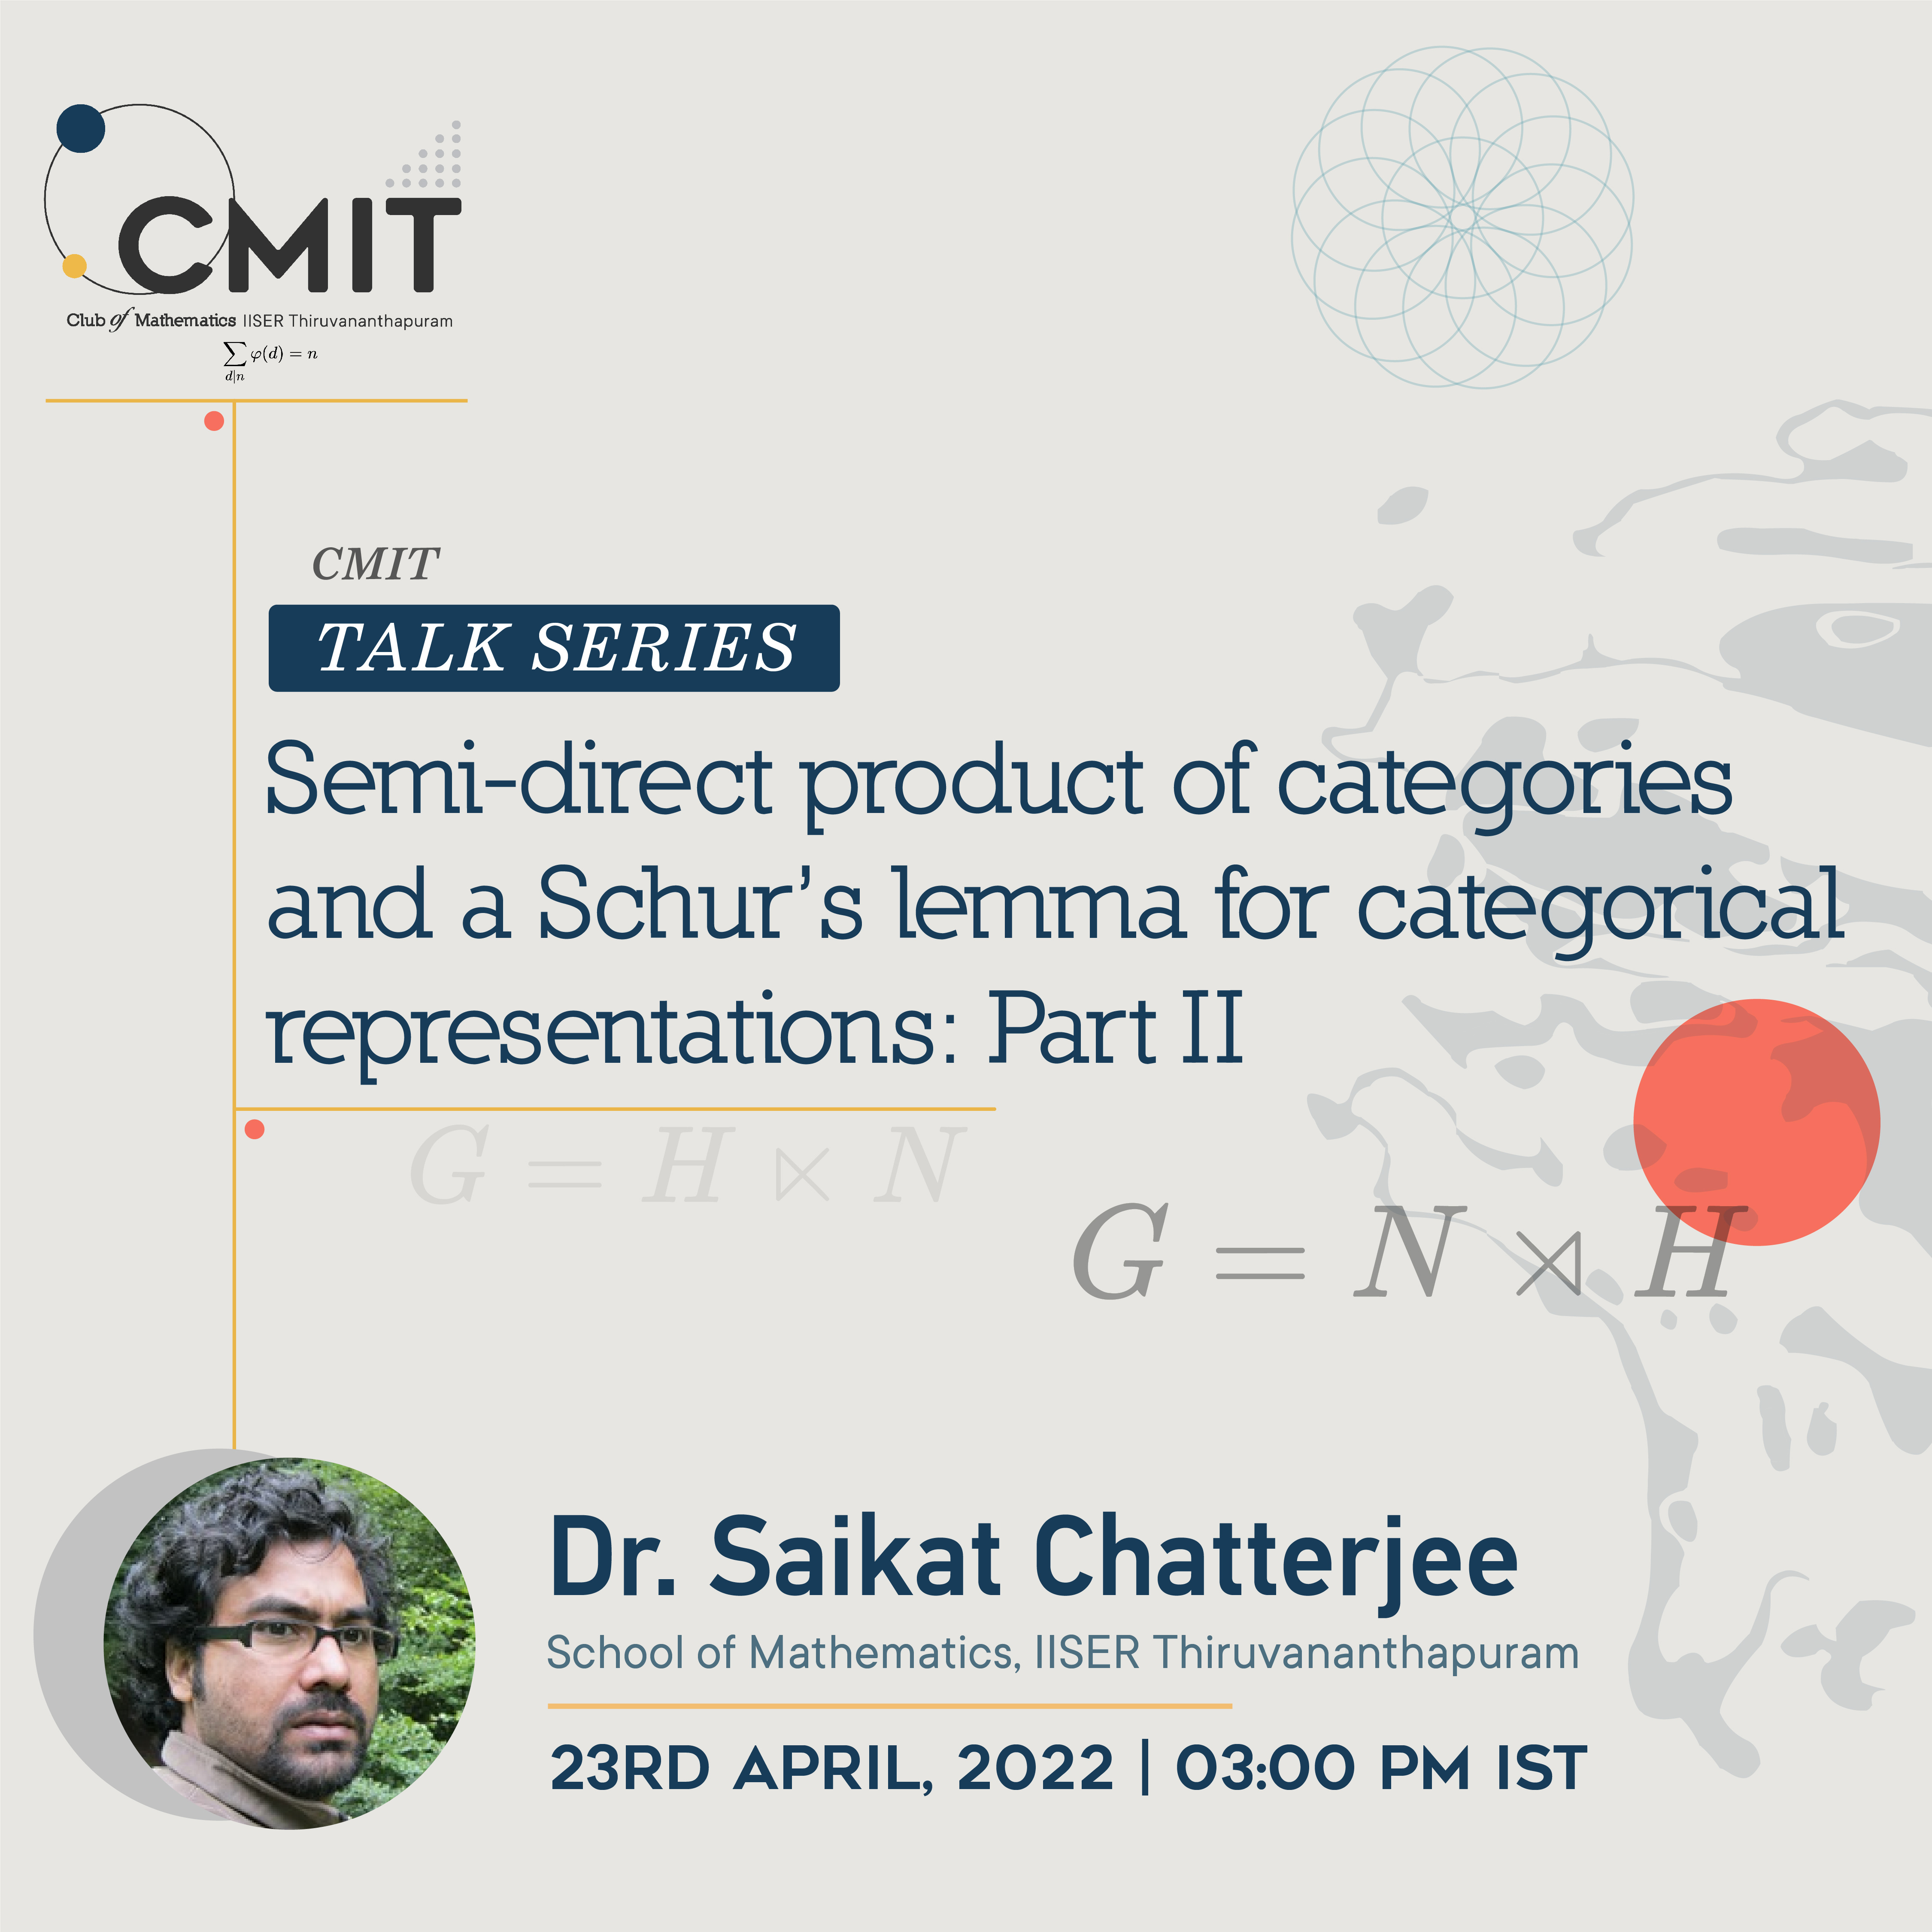 CMIT
Club of Mathematics IISER Thiruvananthapuram
∑ φ(d) = n
d|n
CMIT
TALK SERIES
Semi-direct product of categories
and a Schur's lemma for categorical
representations: Part II
G = H ⋉ N
G = N ⋊ H
Dr. Saikat Chatterjee
School of Mathematics, IISER Thiruvananthapuram
23RD APRIL, 2022 | 03:00 PM IST